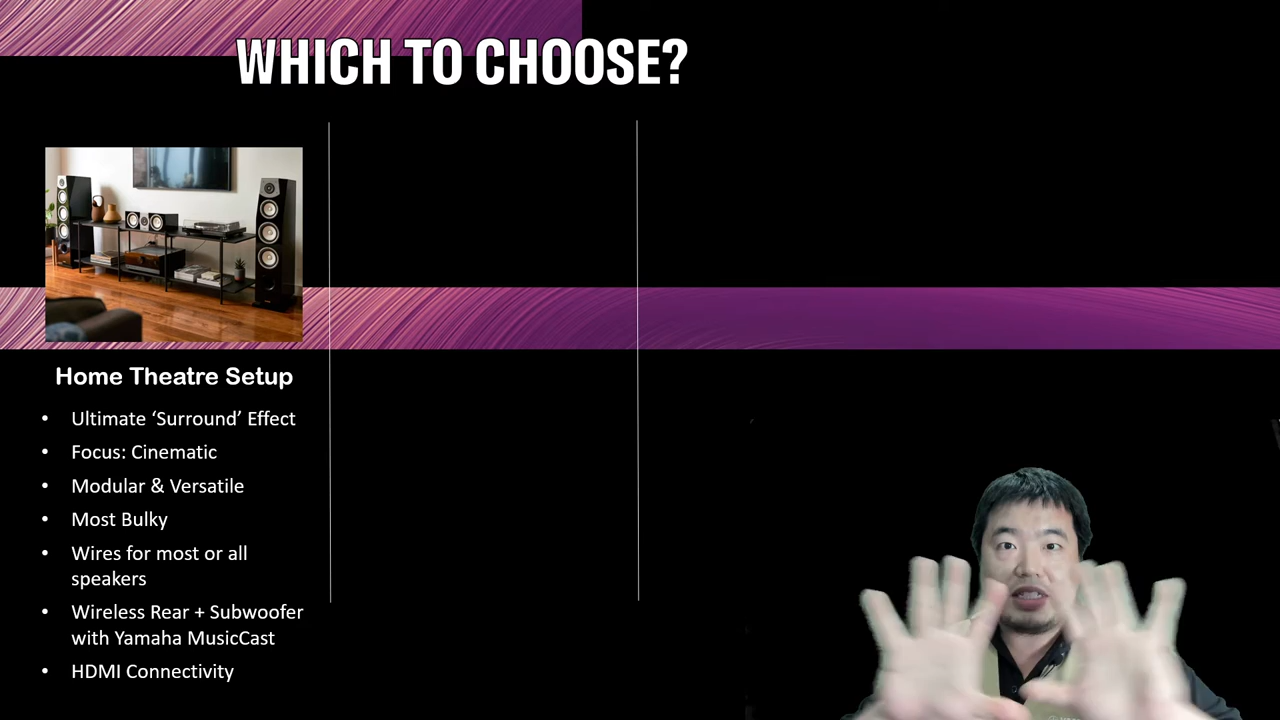 WHICH TO CHOOSE?
Home Theatre Setup
• Ultimate ‘Surround’ Effect
• Focus: Cinematic
• Modular & Versatile
• Most Bulky
• Wires for most or all
speakers
• Wireless Rear + Subwoofer
with Yamaha MusicCast
• HDMI Connectivity